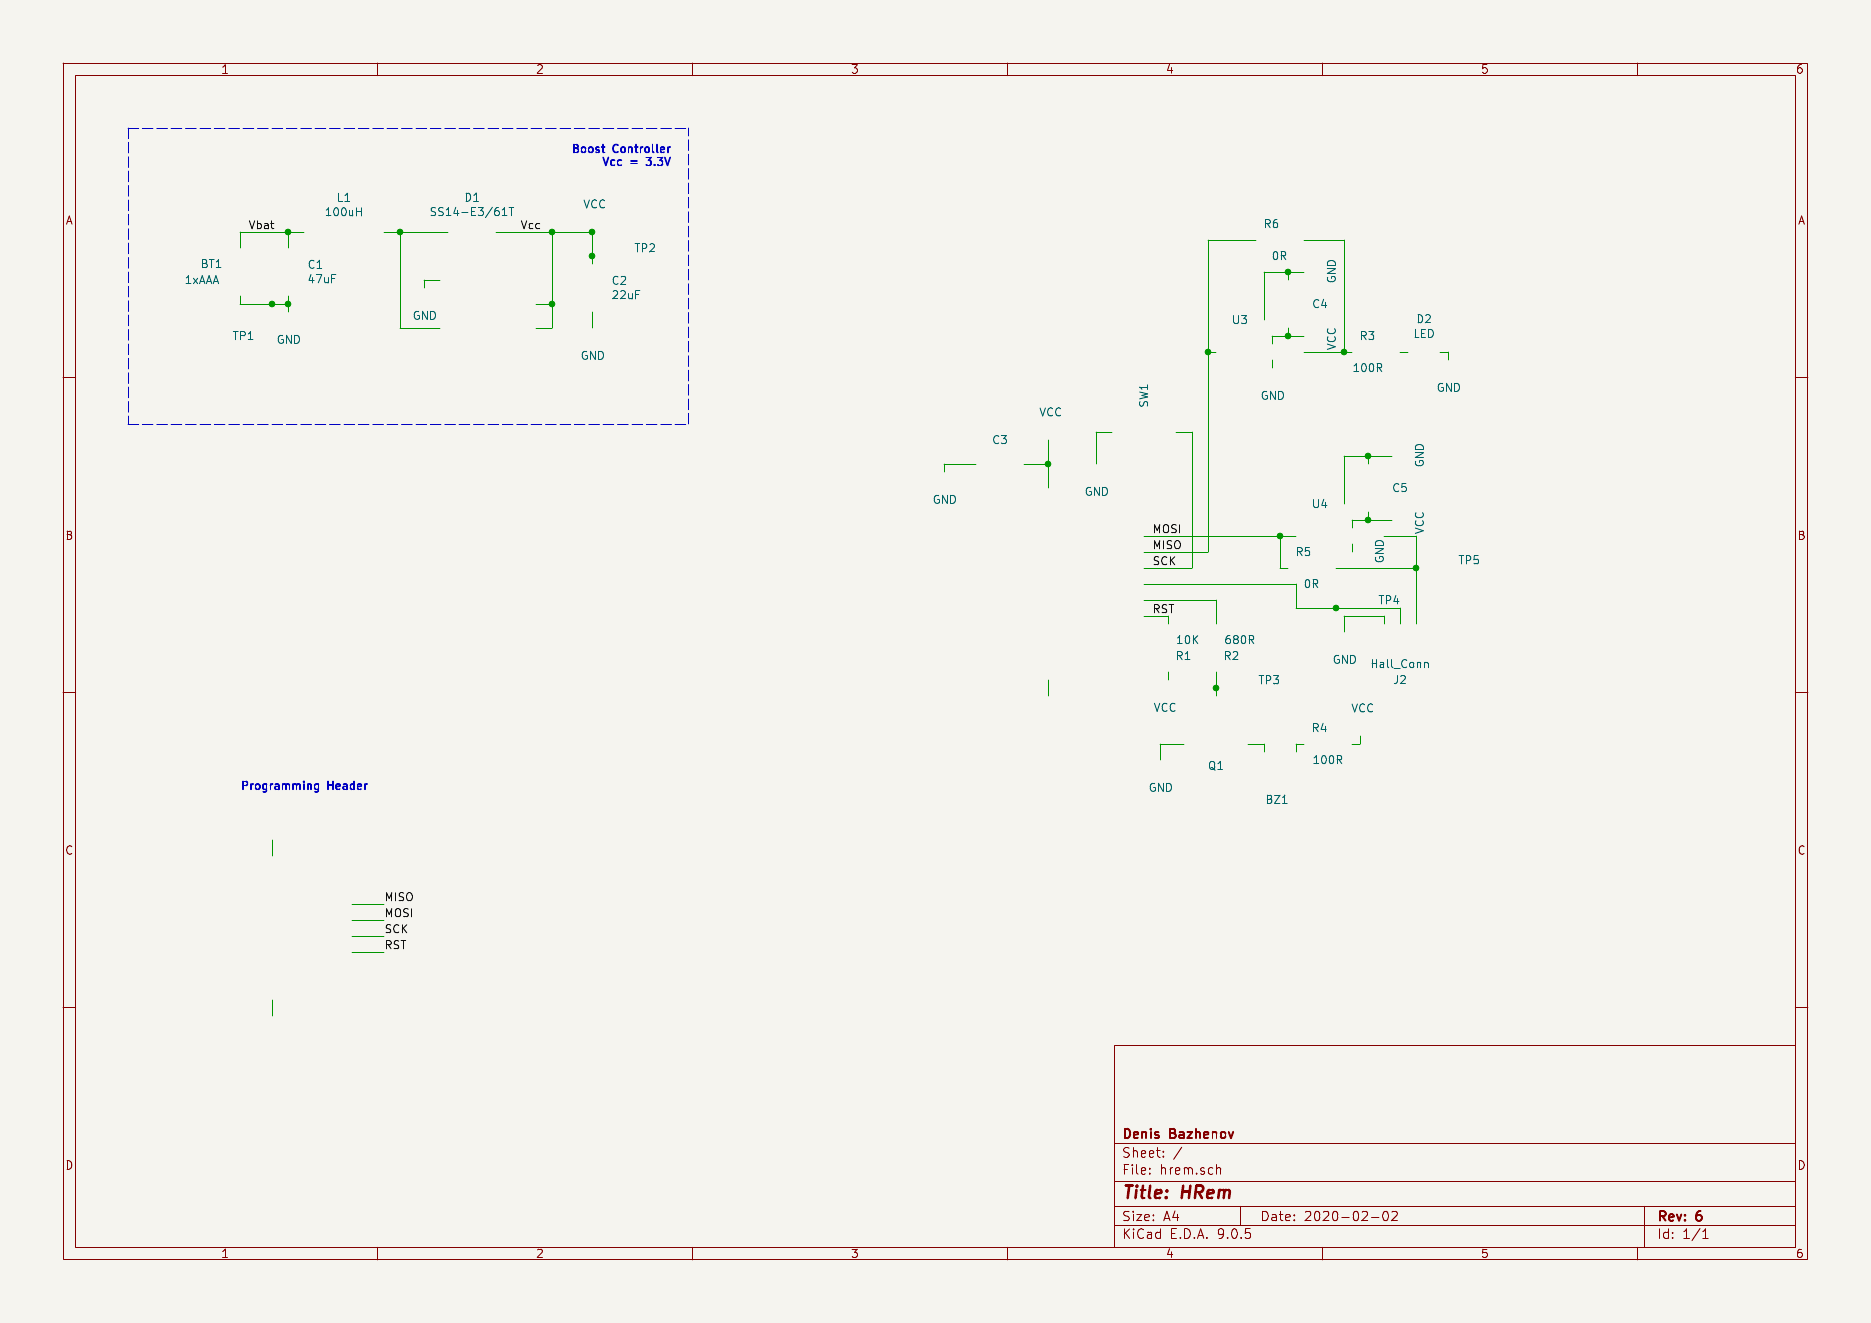 1 2 3 4 5 6
A
A
Boost Controller
Vcc = 3.3V
L1
100uH
D1
SS14-E3/61T
VCC
Vbat
Vcc
TP2
BT1
1xAAA
C1
47uF
C2
22uF
GND
TP1
GND
GND
R6
0R
GND
C4
U3
VCC
R3
100R
D2
LED
GND
GND
SW1
VCC
C3
GND
GND
GND
C5
U4
VCC
B
B
MOSI
MISO
SCK
R5
0R
GND
TP5
TP4
RST
10K
R1
680R
R2
GND
Hall_Conn
J2
TP3
VCC
VCC
R4
100R
Q1
GND
BZ1
Programming Header
C
C
MISO
MOSI
SCK
RST
Denis Bazhenov
Sheet: /
File: hrem.sch
D
D
Title: HRem
Size: A4
Date: 2020-02-02
Rev: 6
KiCad E.D.A. 9.0.5
Id: 1/1
1 2 3 4 5 6